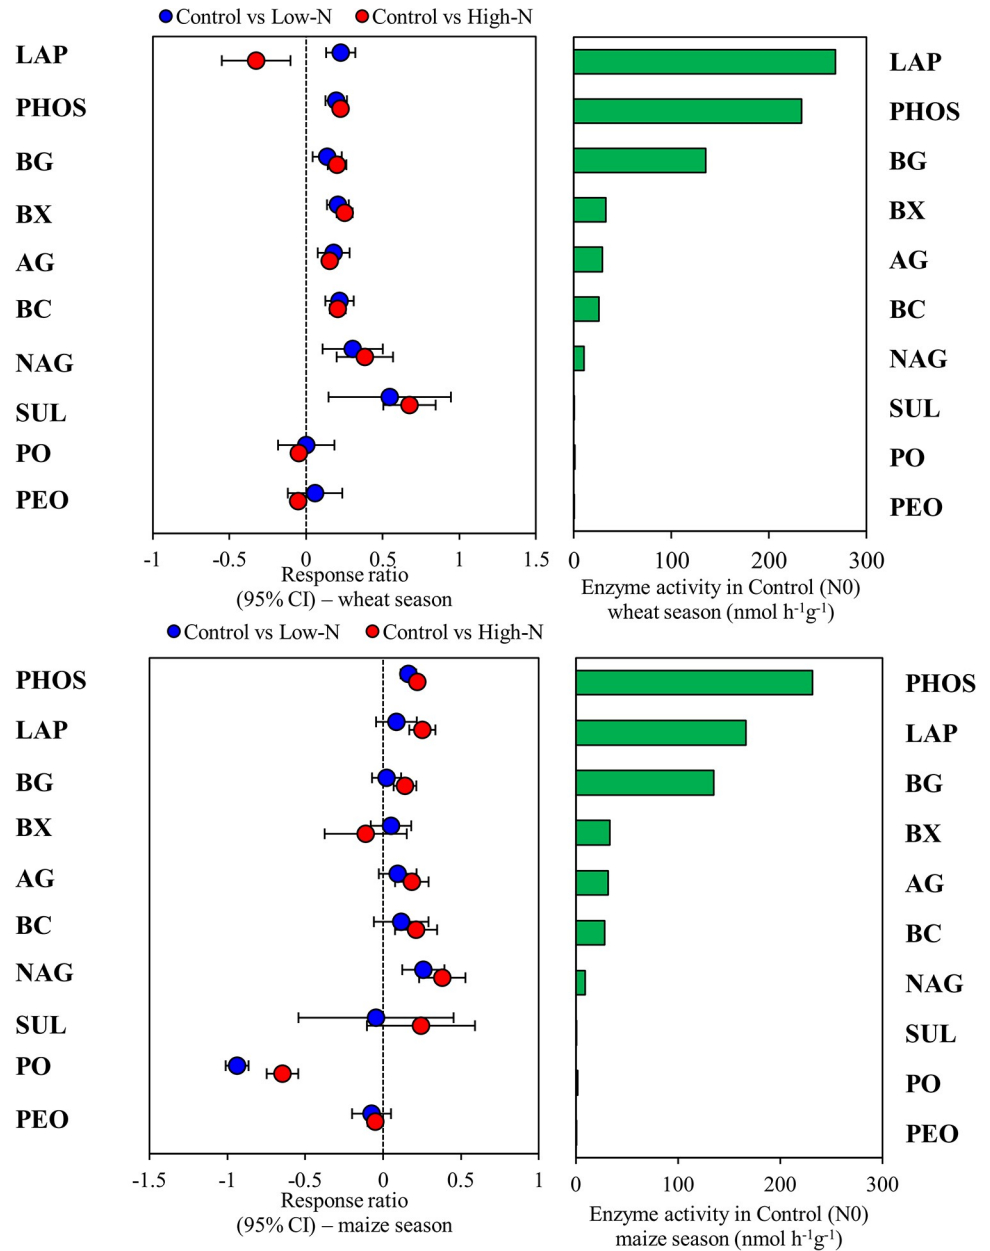 Control vs Low-N Control vs High-N
LAP LAP
PHOS PHOS
BG BG
BX BX
AG AG
BC BC
NAG NAG
SUL SUL
PO PO
PEO PEO
-1 -0.5 0 0.5 1 1.5 0 100 200 300
Response ratio
(95% CI) – wheat season
Enzyme activity in Control (N0)
wheat season (nmol h-1g-1)
Control vs Low-N Control vs High-N
PHOS PHOS
LAP LAP
BG BG
BX BX
AG AG
BC BC
NAG NAG
SUL SUL
PO PO
PEO PEO
-1.5 -1 -0.5 0 0.5 1 0 100 200 300
Response ratio
(95% CI) – maize season
Enzyme activity in Control (N0)
maize season (nmol h-1g-1)